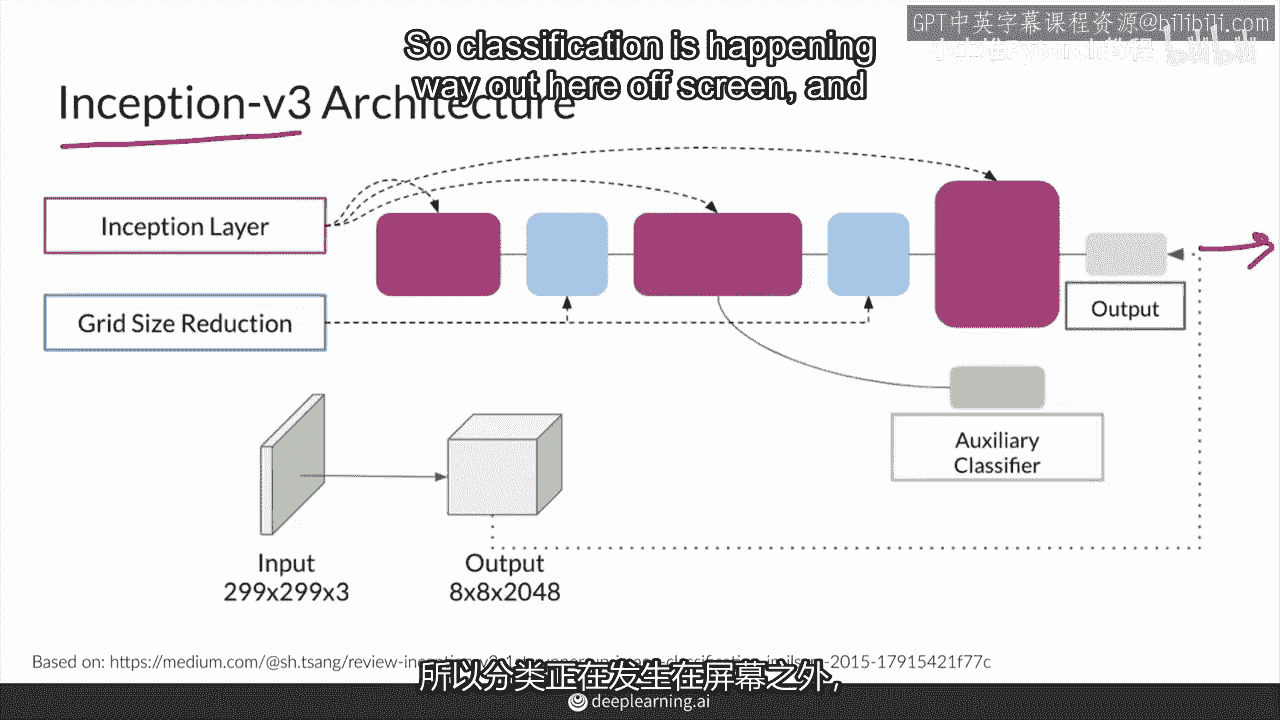 GPT中英字幕课程资源@bilibili.com
So classification is happening
way out here off screen, and
Inception-v3 Architecture
Inception Layer
Grid Size Reduction
Output
Auxiliary
Classifier
Input
299x299x3
Output
8x8x2048
Based on: https://medium.com/@sh.tsang/review-
2015-17915421f77c
所以分类正在发生在屏幕之外，
deeplearning.ai